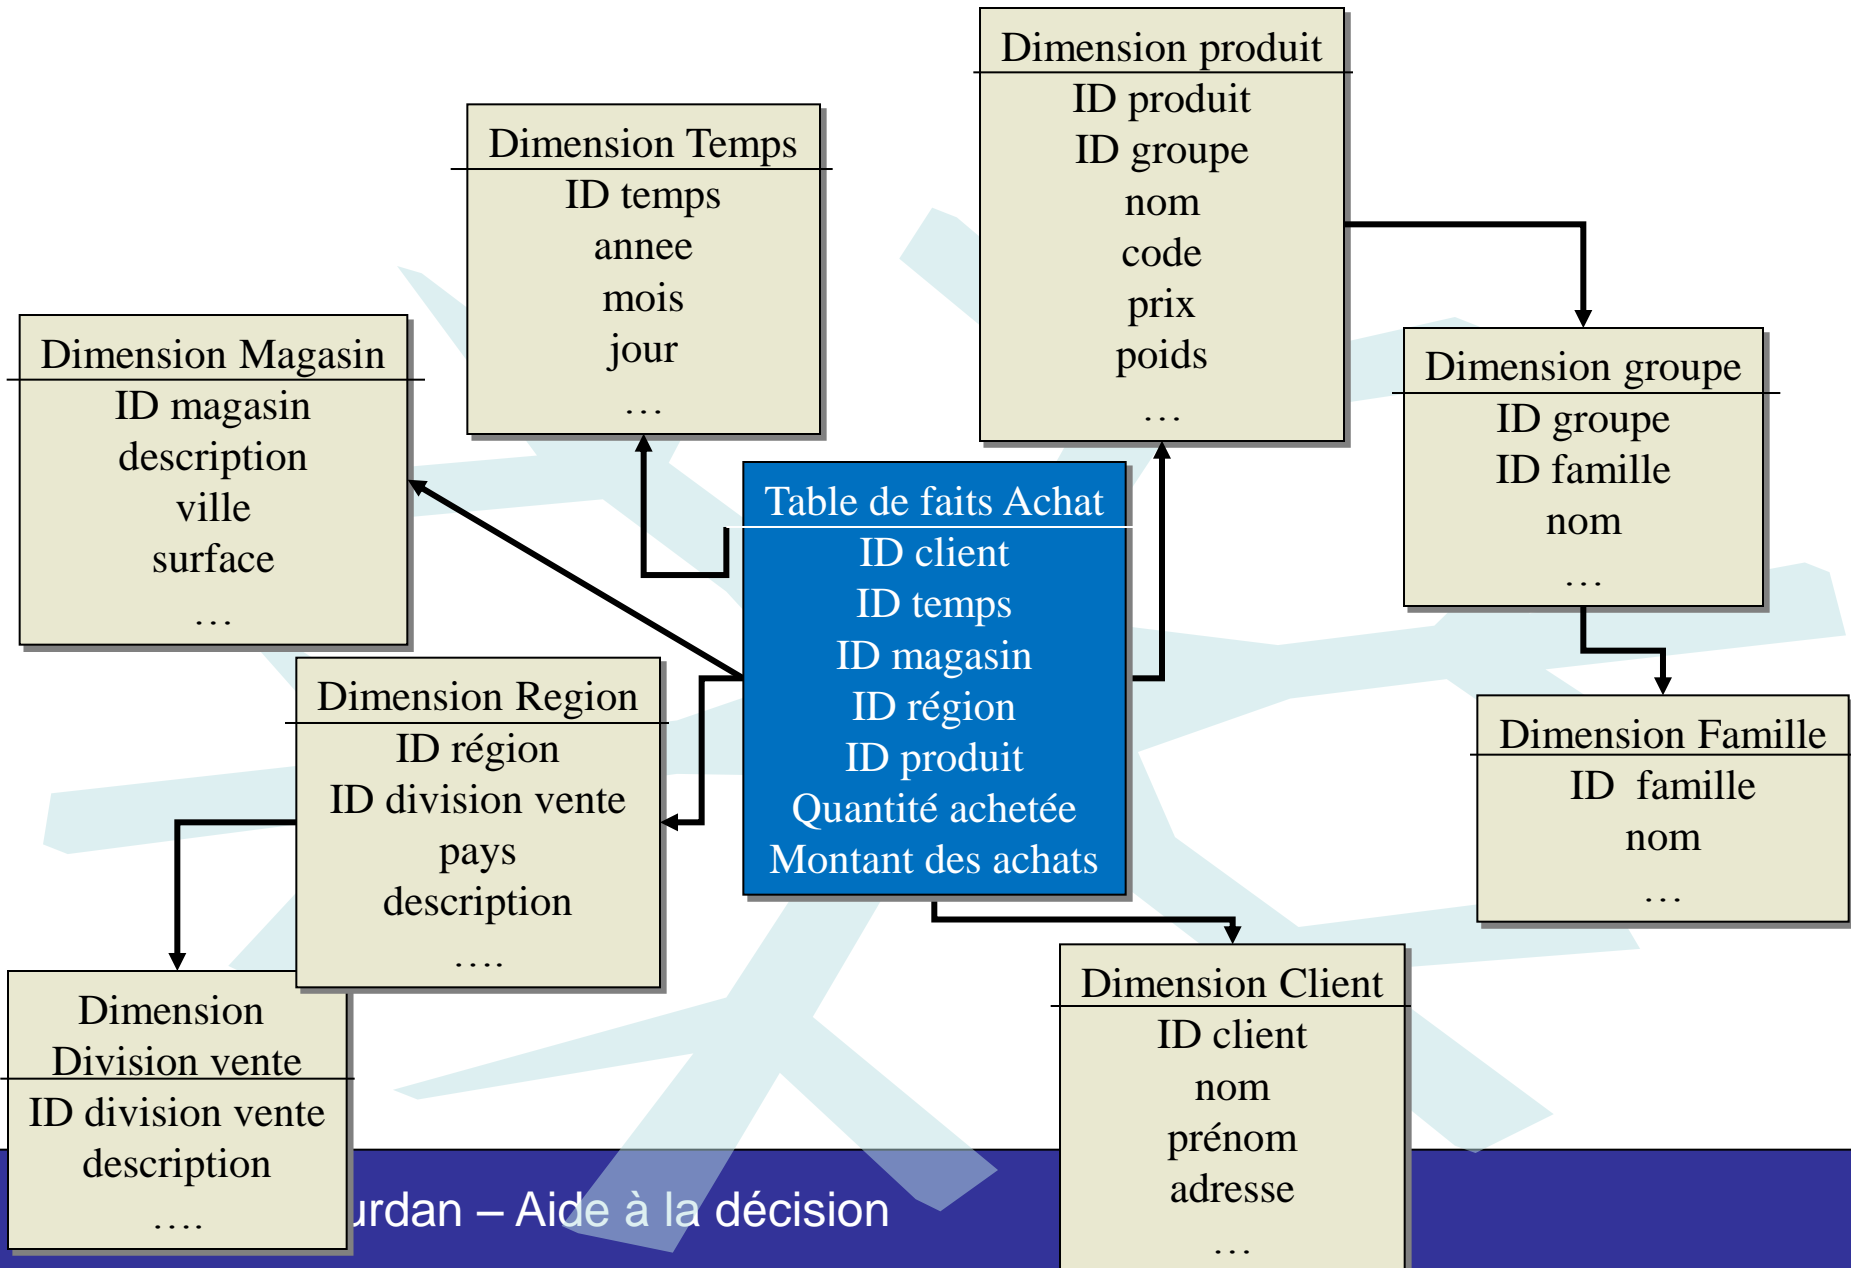 Dimension produit
ID produit
ID groupe
nom
code
prix
poids
…
Dimension Temps
ID temps
annee
mois
jour
…
Dimension Magasin
ID magasin
description
ville
surface
…
Dimension groupe
ID groupe
ID famille
nom
…
Table de faits Achat
ID client
ID temps
ID magasin
ID région
ID produit
Quantité achetée
Montant des achats
Dimension Region
ID région
ID division vente
pays
description
….
Dimension Famille
ID famille
nom
…
Dimension
Division vente
ID division vente
description
….
Dimension Client
ID client
nom
prénom
adresse
…
– Aide à la décision